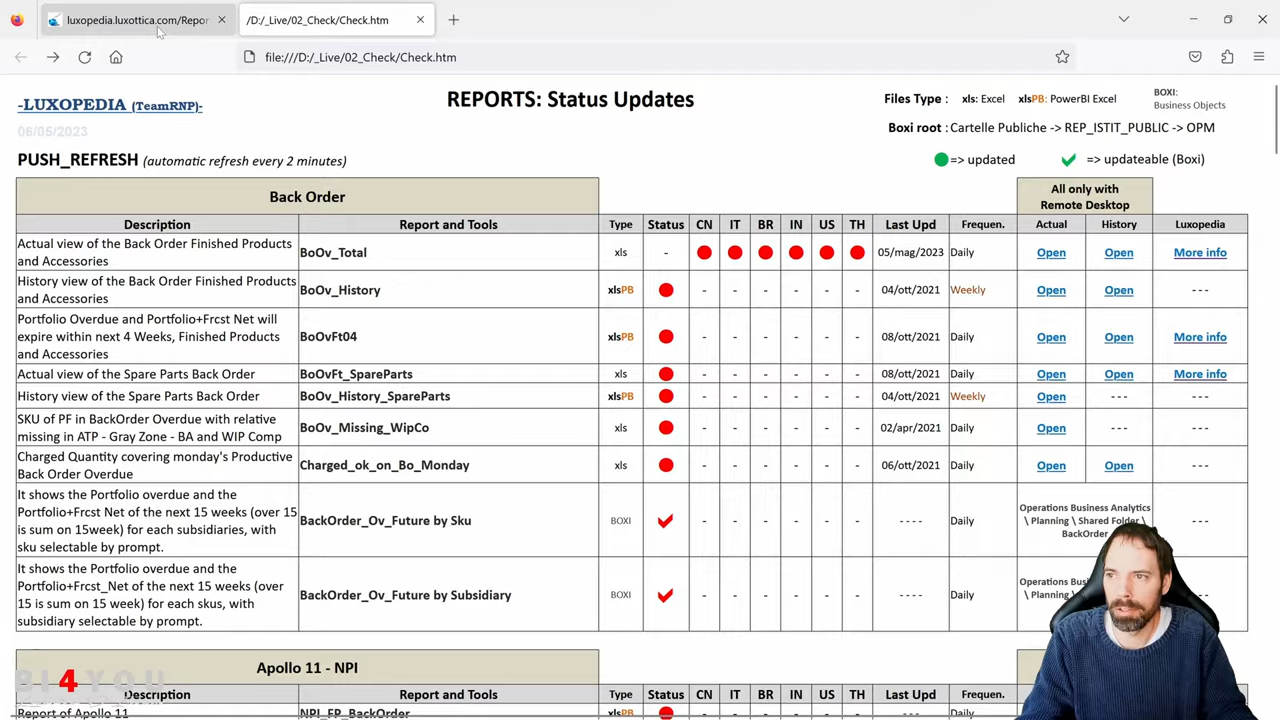 luxopedia.luxottica.com/Repor
/D:/_Live/02_Check/Check.htm
file:///D:/_Live/02_Check/Check.htm
-LUXOPEDIA (TeamRNP)-
REPORTS: Status Updates
Files Type : xls: Excel xlsPB: PowerBI Excel
BOXI:
Business Objects
06/05/2023
Boxi root : Cartelle Publiche -> REP_ISTIT_PUBLIC -> OPM
PUSH_REFRESH (automatic refresh every 2 minutes)
=> updated
=> updateable (Boxi)
Back Order
All only with
Remote Desktop
Description Report and Tools Type Status CN IT BR IN US TH Last Upd Frequen. Actual History Luxopedia
Actual view of the Back Order Finished Products
and Accessories
BoOv_Total xls - 05/mag/2023 Daily Open Open More info
History view of the Back Order Finished Products
and Accessories
BoOv_History xlsPB - - - - - - 04/ott/2021 Weekly Open Open ---
Portfolio Overdue and Portfolio+Frcst Net will
expire within next 4 Weeks, Finished Products
and Accessories
BoOvFt04 xlsPB - - - - - - 08/ott/2021 Daily Open Open More info
Actual view of the Spare Parts Back Order BoOvFt_SpareParts xls - - - - - - 08/ott/2021 Daily Open Open More info
History view of the Spare Parts Back Order BoOv_History_SpareParts xlsPB - - - - - - 04/ott/2021 Weekly Open --- ---
SKU of PF in BackOrder Overdue with relative
missing in ATP - Gray Zone - BA and WIP Comp
BoOv_Missing_WipCo xls - - - - - - 02/apr/2021 Daily Open --- ---
Charged Quantity covering monday's Productive
Back Order Overdue
Charged_ok_on_Bo_Monday xls - - - - - - 06/ott/2021 Daily Open Open ---
It shows the Portfolio overdue and the
Portfolio+Frcst Net of the next 15 weeks (over 15
is sum on 15week) for each subsidiaries, with
sku selectable by prompt.
BackOrder_Ov_Future by Sku BOXI - - - - - - ---- Daily
Operations Business Analytics
\ Planning \ Shared Folder \
BackOrder
---
It shows the Portfolio overdue and the
Portfolio+Frcst_Net of the next 15 weeks (over
15 is sum on 15 week) for each skus, with
subsidiary selectable by prompt.
BackOrder_Ov_Future by Subsidiary BOXI - - - - - - ---- Daily
Operations Busi
\ Planning \
Apollo 11 - NPI
BI 4 YOU
Description Report and Tools Type Status CN IT BR IN US TH Last Upd Frequen.
Report of Apollo 11 NPI_FP_BackOrder